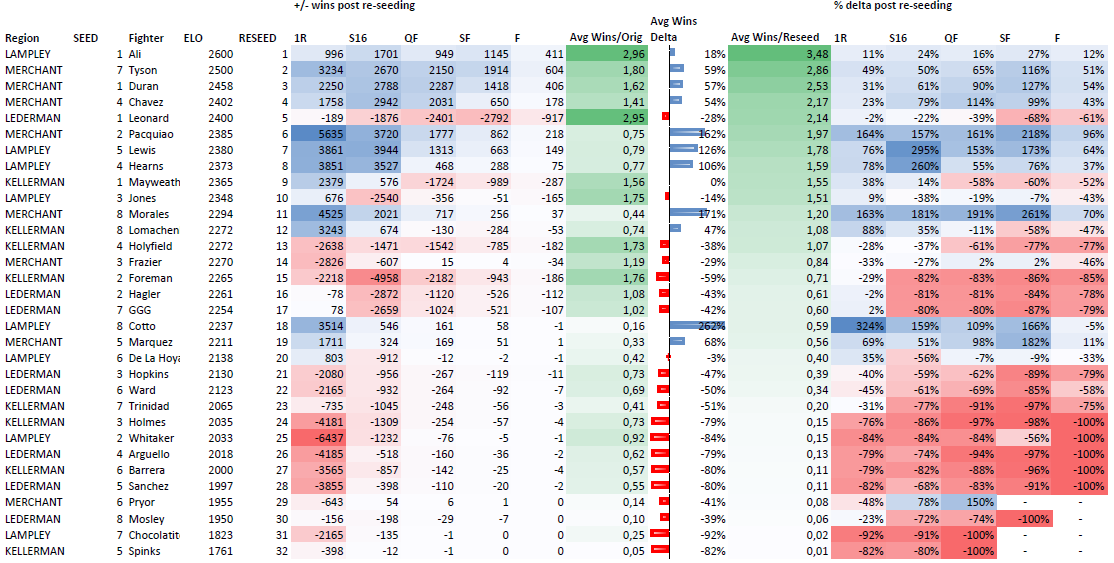 +/- wins post re-seeding % delta post re-seeding
Avg Wins
Region SEED Fighter ELO RESEED 1R S16 QF SF F Avg Wins/Orig Delta Avg Wins/Reseed 1R S16 QF SF F
LAMPLEY 1 Ali 2600 1 996 1701 949 1145 411 2,96 18% 3,48 11% 24% 16% 27% 12%
MERCHANT 7 Tyson 2500 2 3234 2670 2150 1914 604 1,80 59% 2,86 49% 50% 65% 116% 51%
MERCHANT 1 Duran 2458 3 2250 2788 2287 1418 406 1,62 57% 2,53 31% 61% 90% 127% 54%
MERCHANT 4 Chavez 2402 4 1758 2942 2031 650 178 1,41 54% 2,17 23% 79% 114% 99% 43%
LEDERMAN 1 Leonard 2400 5 -189 -1876 -2401 -2792 -1169 2,95 -28% 2,14 -2% -22% -39% -68% -61%
MERCHANT 2 Pacquiao 2385 6 5635 3720 1777 862 218 0,75 162% 1,97 164% 157% 161% 218% 96%
LAMPLEY 5 Lewis 2380 7 3861 3944 1313 663 149 0,79 126% 1,78 76% 295% 153% 173% 64%
LAMPLEY 4 Hearns 2373 8 3851 3527 468 288 75 0,77 106% 1,59 78% 260% 55% 76% 37%
KELLERMAN 1 Mayweath 2365 9 2379 576 -1724 -989 -287 1,56 0% 1,55 38% 14% -58% -60% -52%
LAMPLEY 3 Jones 2348 10 676 -2540 -356 -51 -165 1,75 -14% 1,51 9% -38% -19% -7% -43%
MERCHANT 8 Morales 2294 11 4525 2021 717 256 37 0,44 171% 1,20 163% 181% 191% 261% 70%
KELLERMAN 8 Lomachen 2272 12 3243 674 -130 -284 -53 0,74 47% 1,08 88% 35% -11% -58% -47%
KELLERMAN 4 Holyfield 2272 13 -2638 -1471 -1542 -785 -182 1,73 -38% 1,07 -28% -37% -61% -77% -77%
MERCHANT 3 Frazier 2270 14 -2826 -607 15 4 -34 1,19 -29% 0,84 -33% -27% 2% 2% -46%
KELLERMAN 2 Foreman 2265 15 -2218 -4958 -2182 -943 -186 1,76 -59% 0,71 -29% -82% -83% -86% -85%
LEDERMAN 2 Hagler 2261 16 -78 -2872 -1120 -526 -112 1,08 -43% 0,61 -2% -81% -81% -84% -78%
LEDERMAN 7 GGG 2254 17 78 -2659 -1024 -521 -107 1,02 -42% 0,60 2% -80% -80% -87% -79%
LAMPLEY 8 Cotto 2237 18 3514 546 161 58 -1 0,16 262% 0,59 324% 159% 109% 166% -5%
MERCHANT 5 Marquez 2211 19 1711 324 169 51 1 0,33 68% 0,56 69% 51% 98% 182% 11%
LAMPLEY 6 De La Hoya 2138 20 803 -912 -12 -2 -1 0,42 -3% 0,40 35% -56% -7% -9% -33%
LEDERMAN 3 Hopkins 2130 21 -2080 -956 -267 -119 -11 0,73 -47% 0,39 -40% -59% -62% -89% -79%
LEDERMAN 6 Ward 2123 22 -2165 -932 -264 -92 -7 0,69 -50% 0,34 -45% -61% -69% -85% -58%
KELLERMAN 7 Trinidad 2065 23 -735 -1045 -248 -56 -3 0,41 -51% 0,20 -31% -77% -91% -97% -75%
KELLERMAN 3 Holmes 2035 24 -4181 -1309 -254 -57 -4 0,73 -79% 0,15 -76% -86% -97% -98% -100%
LAMPLEY 2 Whitaker 2033 25 -6437 -1232 -76 -5 -1 0,92 -84% 0,15 -84% -84% -84% -56% -100%
LEDERMAN 4 Arguello 2018 26 -4185 -518 -160 -36 -2 0,62 -79% 0,13 -79% -74% -94% -97% -100%
KELLERMAN 6 Barrera 2000 27 -3565 -857 -142 -25 -4 0,57 -80% 0,11 -79% -82% -88% -96% -100%
LEDERMAN 5 Sanchez 1997 28 -3855 -398 -110 -20 -2 0,55 -80% 0,11 -82% -68% -83% -91% -100%
MERCHANT 6 Pryor 1955 29 -643 54 6 1 0 0,14 -41% 0,08 -48% 78% 150% - -
LEDERMAN 8 Mosley 1950 30 -156 -198 -29 -7 0 0,10 -39% 0,06 -23% -72% -74% -100% -
LAMPLEY 7 Chocolatito 1823 31 -2165 -135 -1 0 0 0,25 -92% 0,02 -92% -91% -100% - -
KELLERMAN 5 Spinks 1761 32 -398 -12 -1 0 0 0,05 -82% 0,01 -82% -80% -100% - -